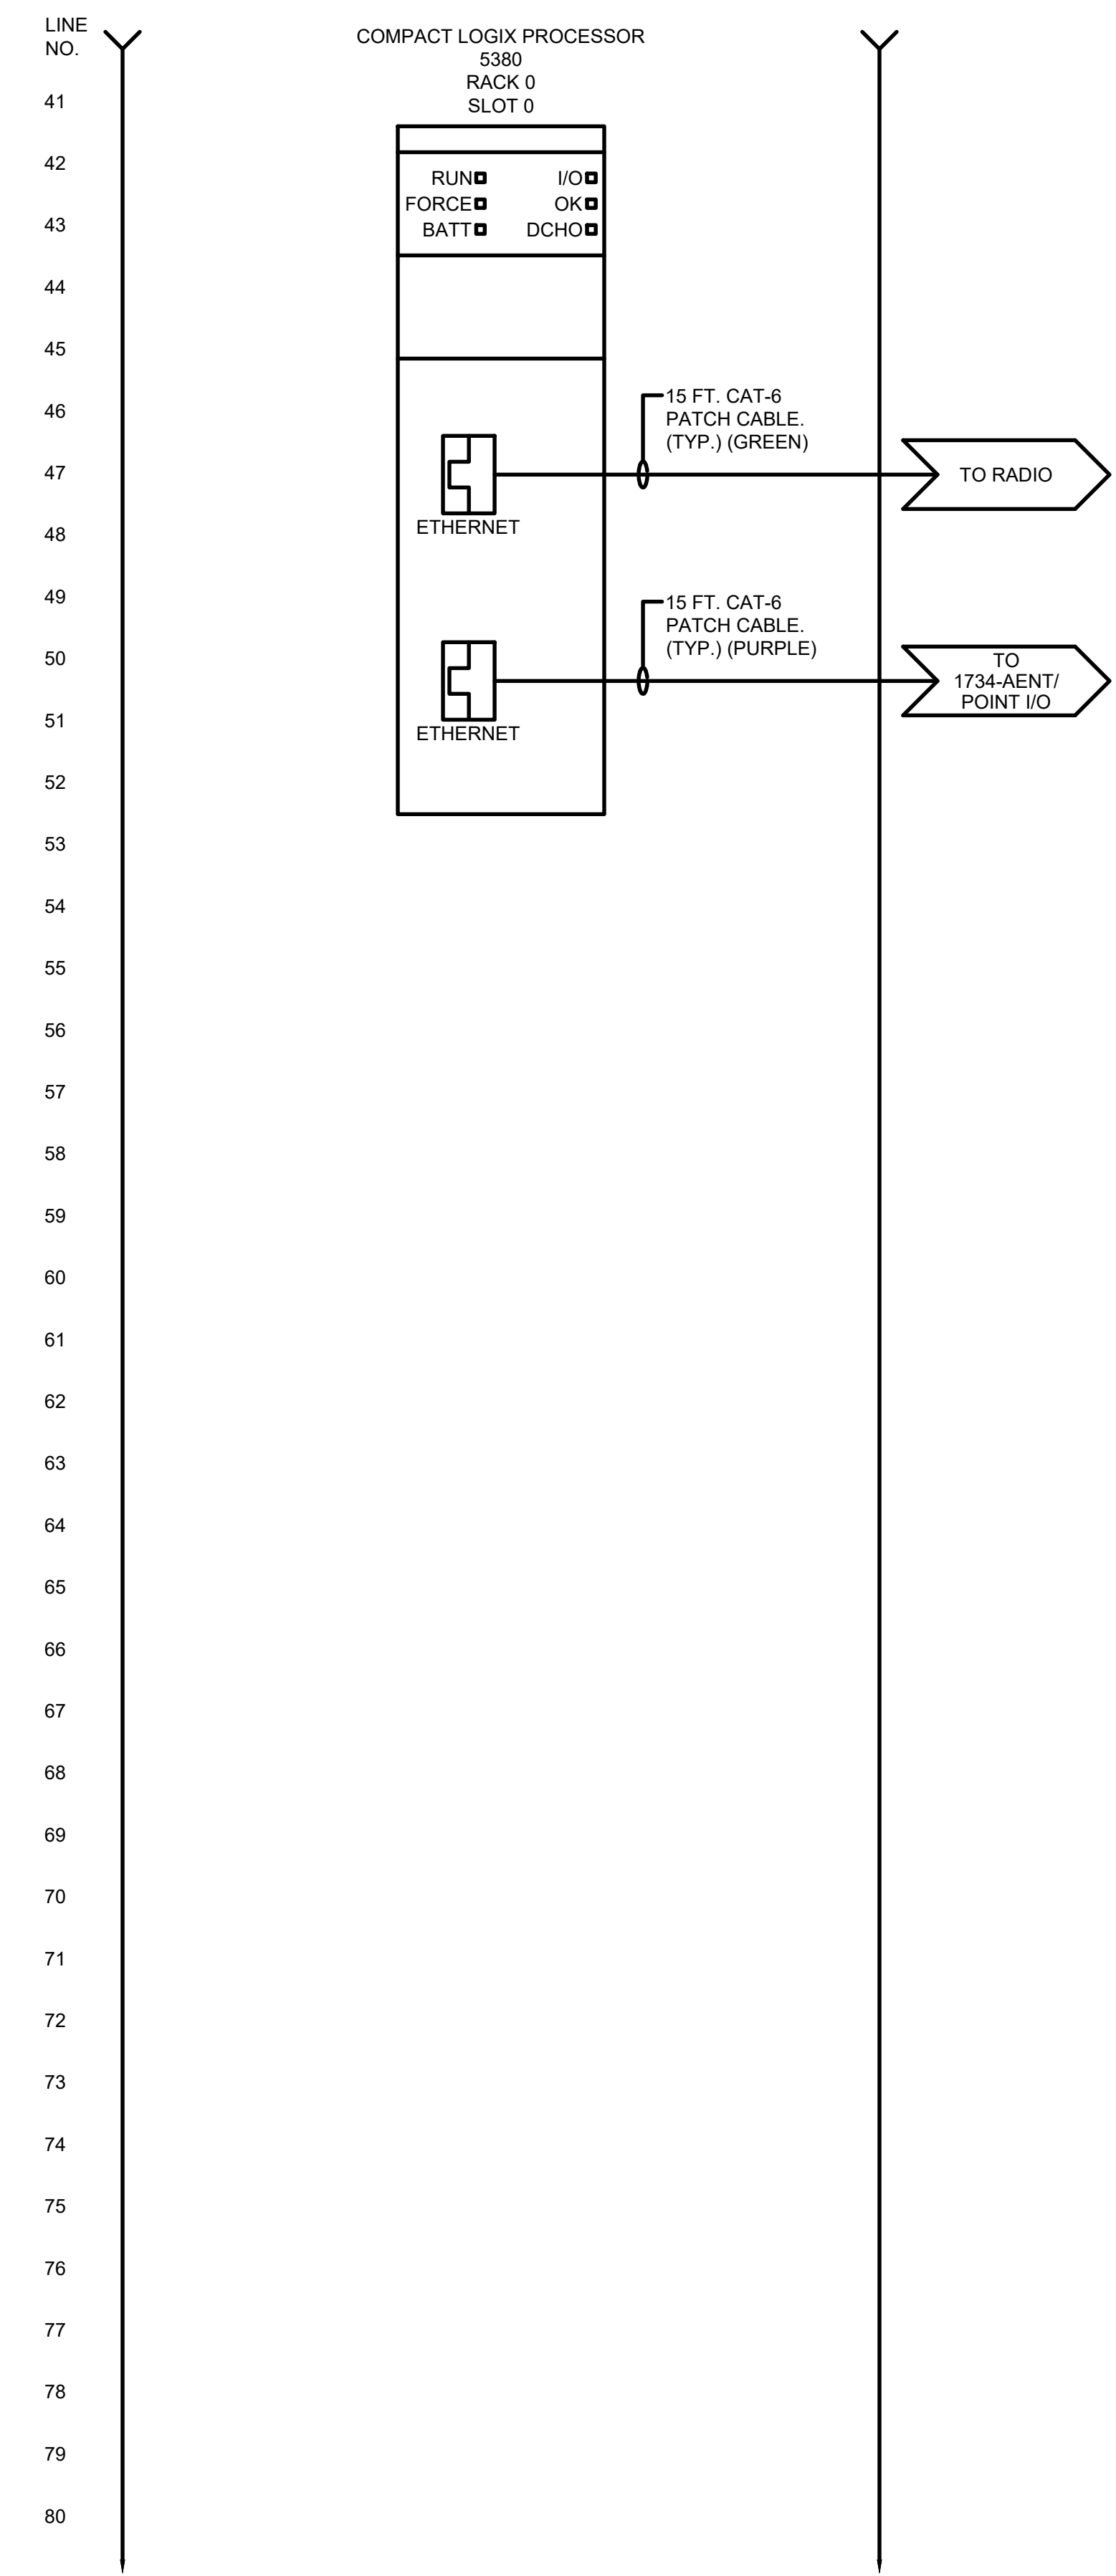 LINE
NO.
COMPACT LOGIX PROCESSOR
5380
RACK 0
SLOT 0
41
42
RUN I/O
FORCE OK
43
BATT DCHO
44
45
15 FT. CAT-6
46
PATCH CABLE.
(TYP.) (GREEN)
47
TO RADIO
ETHERNET
48
49
15 FT. CAT-6
PATCH CABLE.
(TYP.) (PURPLE)
50
TO
1734-AENT/
POINT I/O
51
ETHERNET
52
53
54
55
56
57
58
59
60
61
62
63
64
65
66
67
68
69
70
71
72
73
74
75
76
77
78
79
80